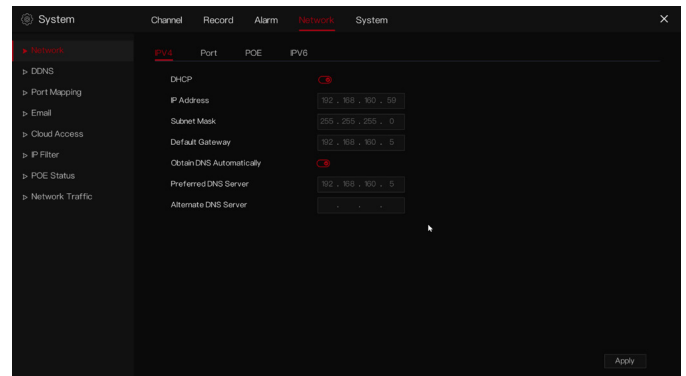 System Channel Record Alarm Network System
Network
DDNS
Port Mapping
Email
Cloud Access
IP Filter
POE Status
Network Traffic
IPV4 Port POE IPV6
DHCP
IP Address 192 . 168 . 160 . 59
Subnet Mask 255 . 255 . 255 . 0
Default Gateway 192 . 168 . 160 . 5
Obtain DNS Automatically
Preferred DNS Server 192 . 168 . 160 . 5
Alternate DNS Server . . .
Apply